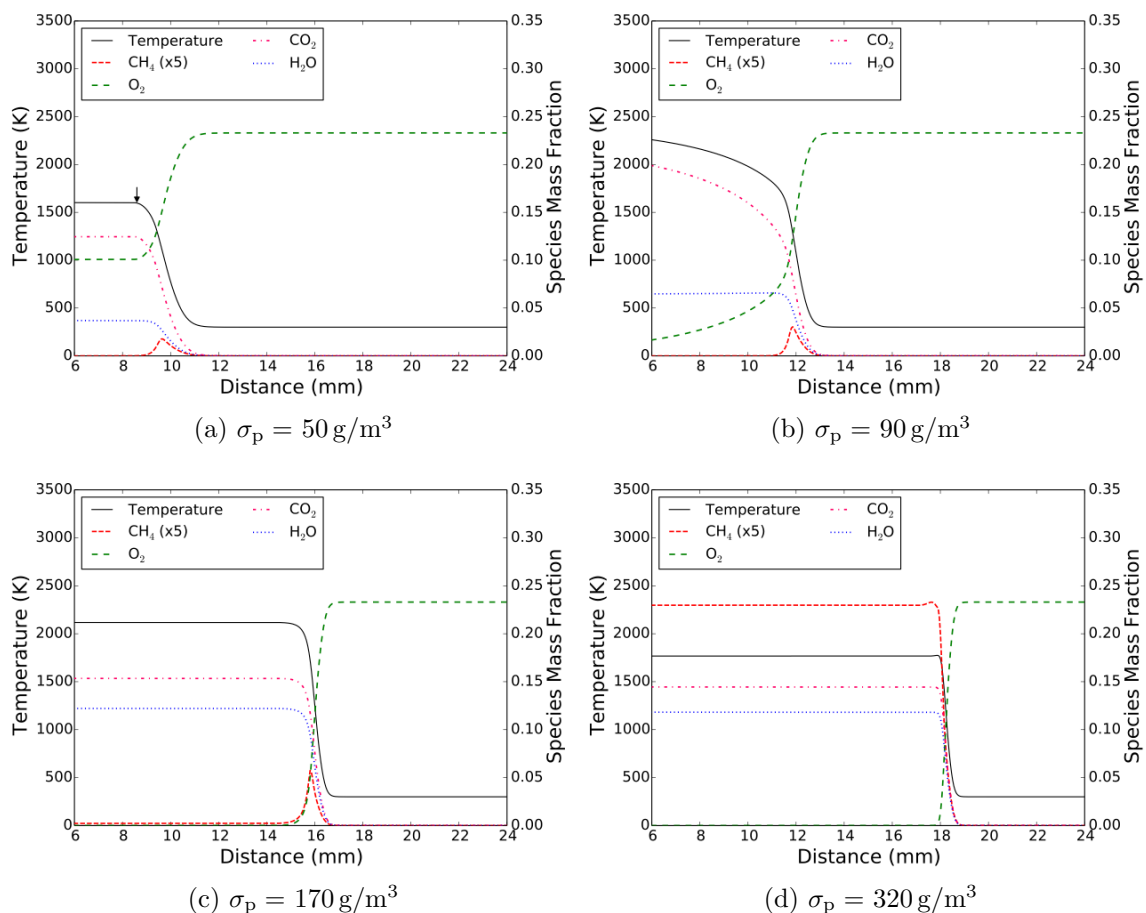 3500
3000
2500
2000
1500
1000
500
0
Temperature (K)
Temperature
CH₄ (x5)
O₂
CO₂
H₂O
0.35
0.30
0.25
0.20
0.15
0.10
0.05
0.00
Species Mass Fraction
6 8 10 12 14 16 18 20 22 24
Distance (mm)
(a) σₚ = 50 g/m³
3500
3000
2500
2000
1500
1000
500
0
Temperature (K)
Temperature
CH₄ (x5)
O₂
CO₂
H₂O
0.35
0.30
0.25
0.20
0.15
0.10
0.05
0.00
Species Mass Fraction
6 8 10 12 14 16 18 20 22 24
Distance (mm)
(b) σₚ = 90 g/m³
3500
3000
2500
2000
1500
1000
500
0
Temperature (K)
Temperature
CH₄ (x5)
O₂
CO₂
H₂O
0.35
0.30
0.25
0.20
0.15
0.10
0.05
0.00
Species Mass Fraction
6 8 10 12 14 16 18 20 22 24
Distance (mm)
(c) σₚ = 170 g/m³
3500
3000
2500
2000
1500
1000
500
0
Temperature (K)
Temperature
CH₄ (x5)
O₂
CO₂
H₂O
0.35
0.30
0.25
0.20
0.15
0.10
0.05
0.00
Species Mass Fraction
6 8 10 12 14 16 18 20 22 24
Distance (mm)
(d) σₚ = 320 g/m³